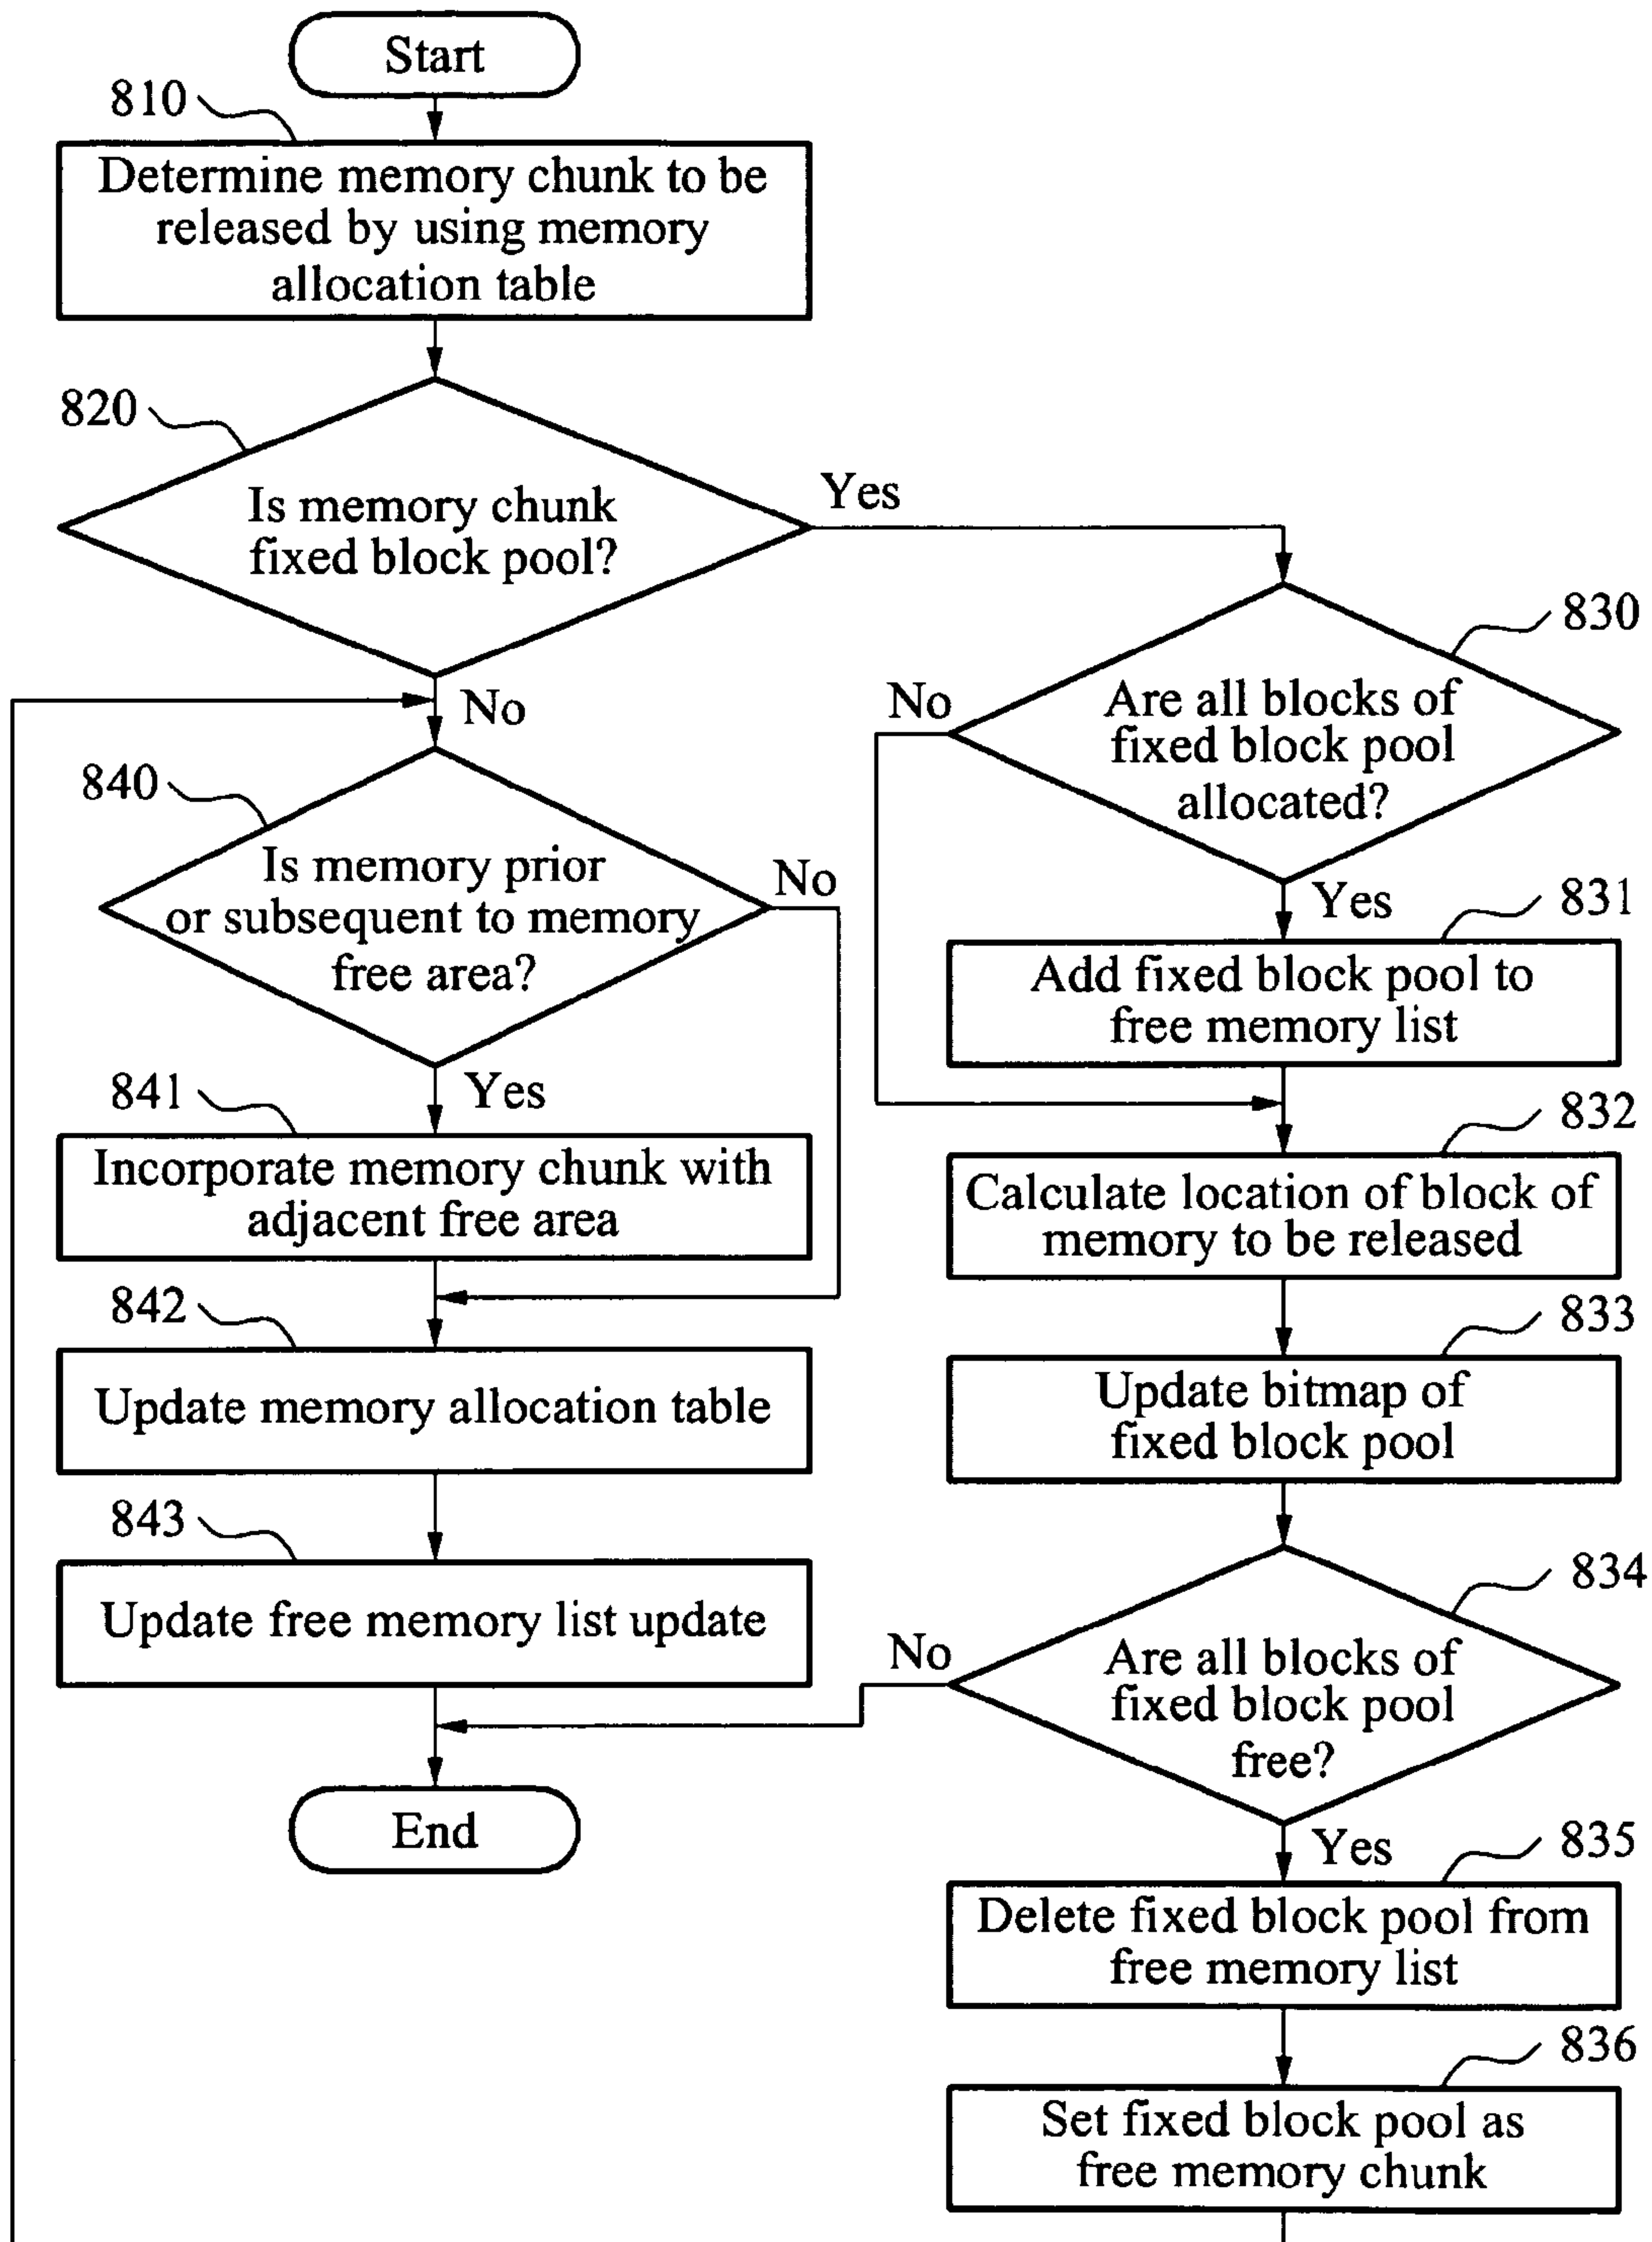 Start
810
Determine memory chunk to be
released by using memory
allocation table
820
Is memory chunk
fixed block pool?
Yes
No
830
Are all blocks of
fixed block pool
allocated?
No
Yes
840
Is memory prior
or subsequent to memory
free area?
No
Yes
831
Add fixed block pool to
free memory list
841
Incorporate memory chunk with
adjacent free area
832
Calculate location of block of
memory to be released
842
Update memory allocation table
833
Update bitmap of
fixed block pool
843
Update free memory list update
834
Are all blocks of
fixed block pool
free?
No
Yes
End
835
Delete fixed block pool from
free memory list
836
Set fixed block pool as
free memory chunk